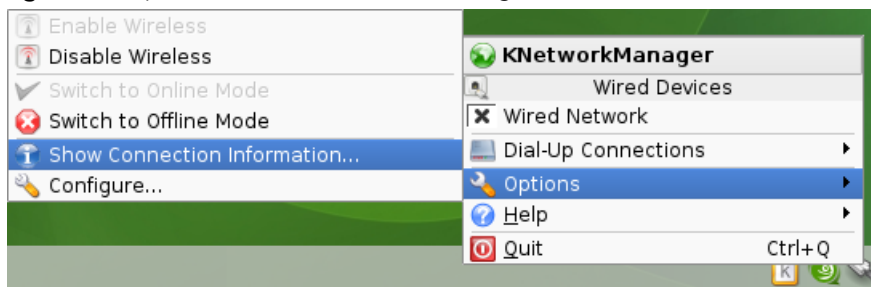 Enable Wireless
Disable Wireless
Switch to Online Mode
Switch to Offline Mode
Show Connection Information...
Configure...
KNetworkManager
Wired Devices
Wired Network
Dial-Up Connections
Options
Help
Quit Ctrl+Q
K